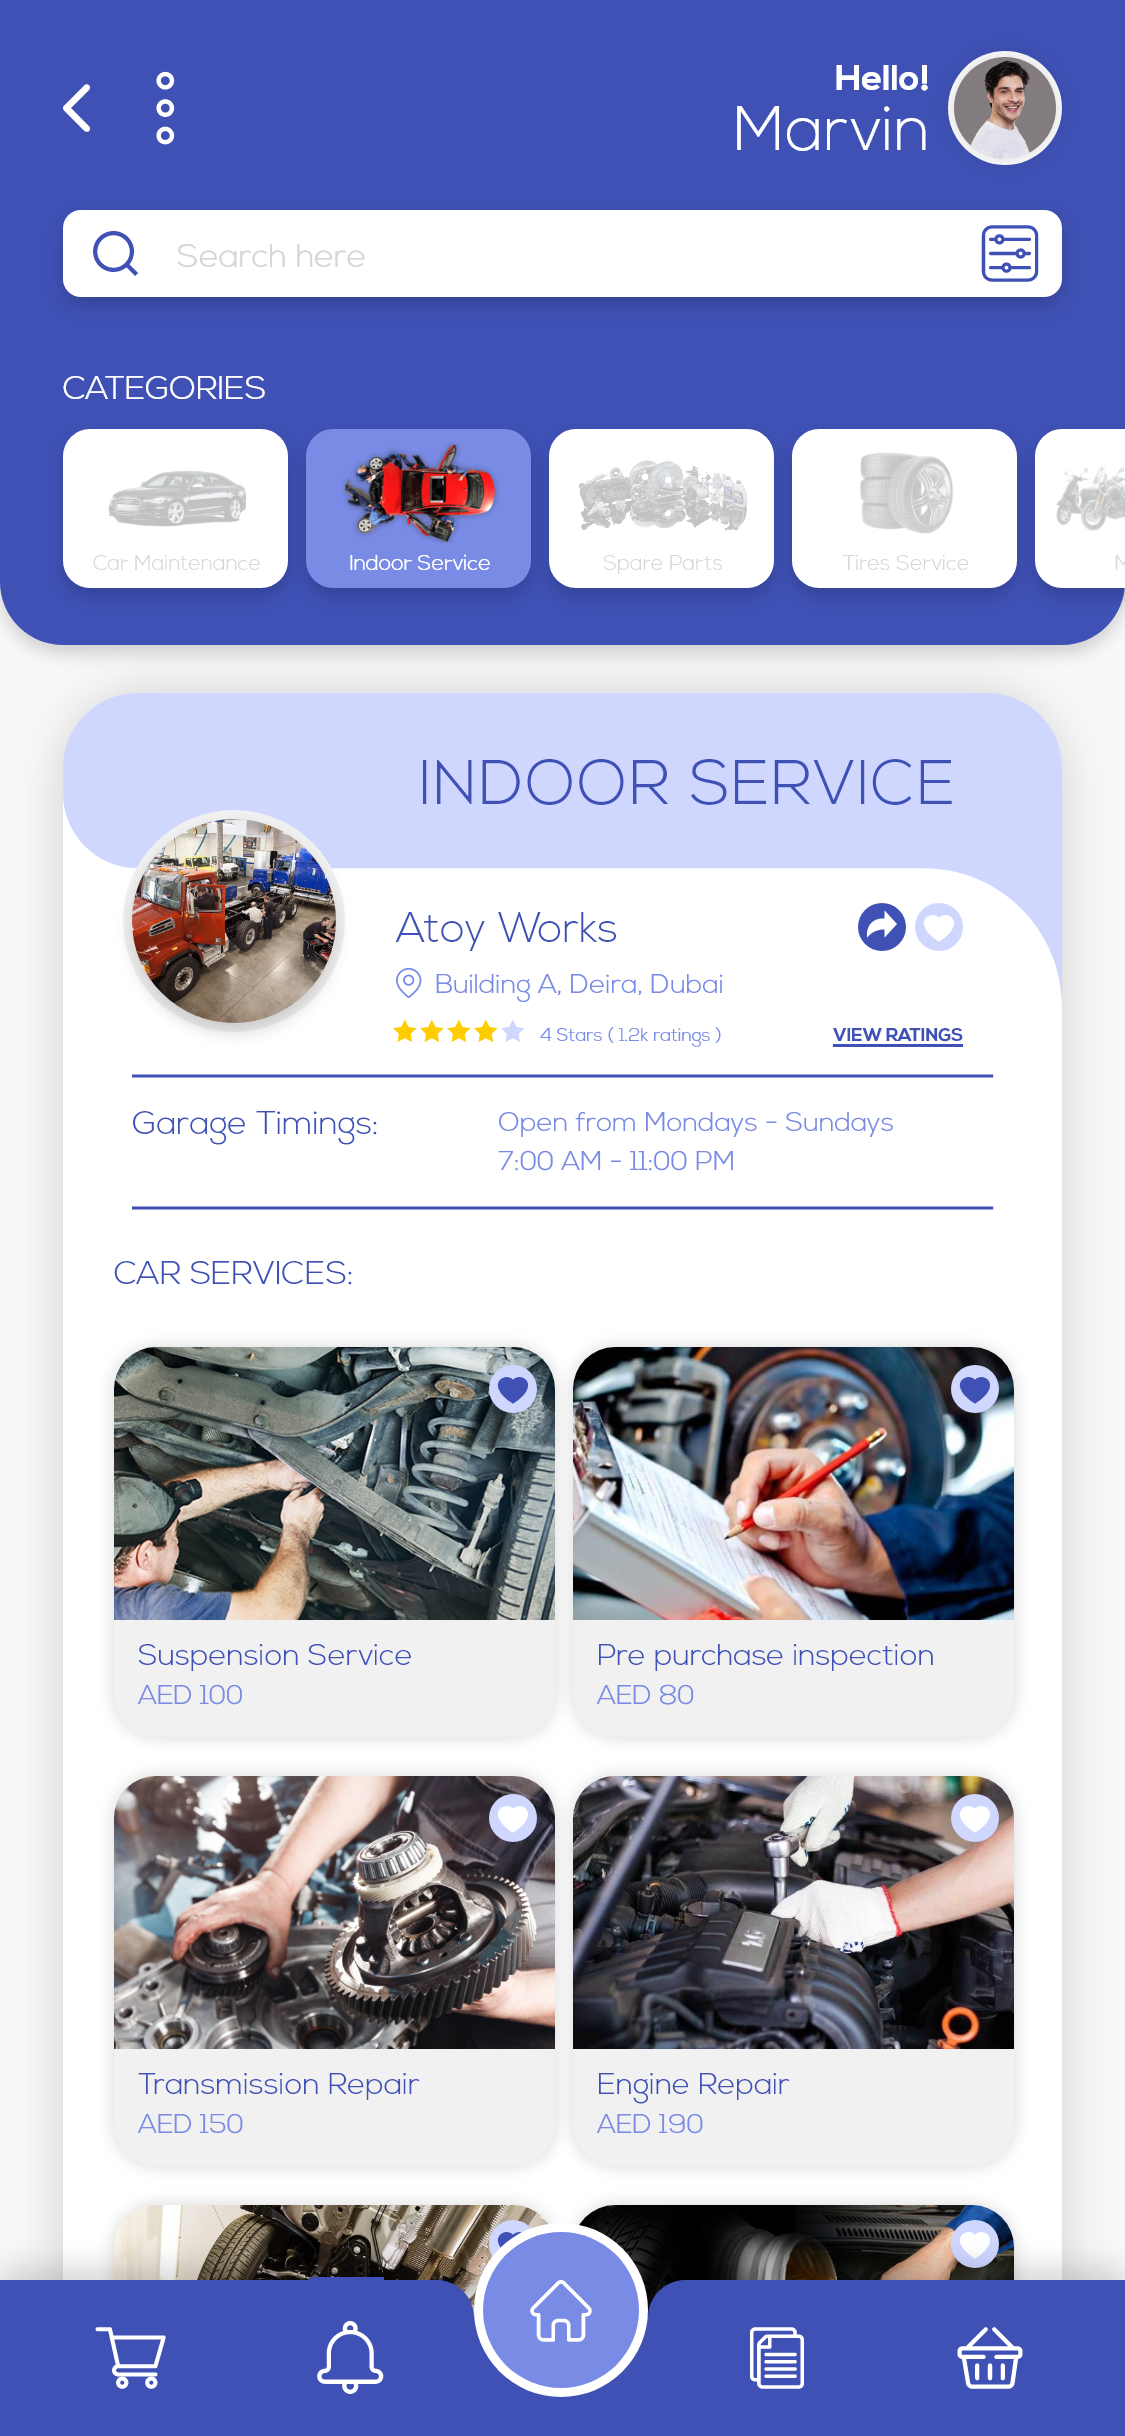 Hello!
Marvin
Search here
CATEGORIES
Car Maintenance
Indoor Service
Spare Parts
Tires Service
M
INDOOR SERVICE
Atoy Works
Building A, Deira, Dubai
4 Stars ( 1.2k ratings )
VIEW RATINGS
Garage Timings:
Open from Mondays - Sundays
7:00 AM - 11:00 PM
CAR SERVICES:
Suspension Service
AED 100
Pre purchase inspection
AED 80
Transmission Repair
AED 150
Engine Repair
AED 190